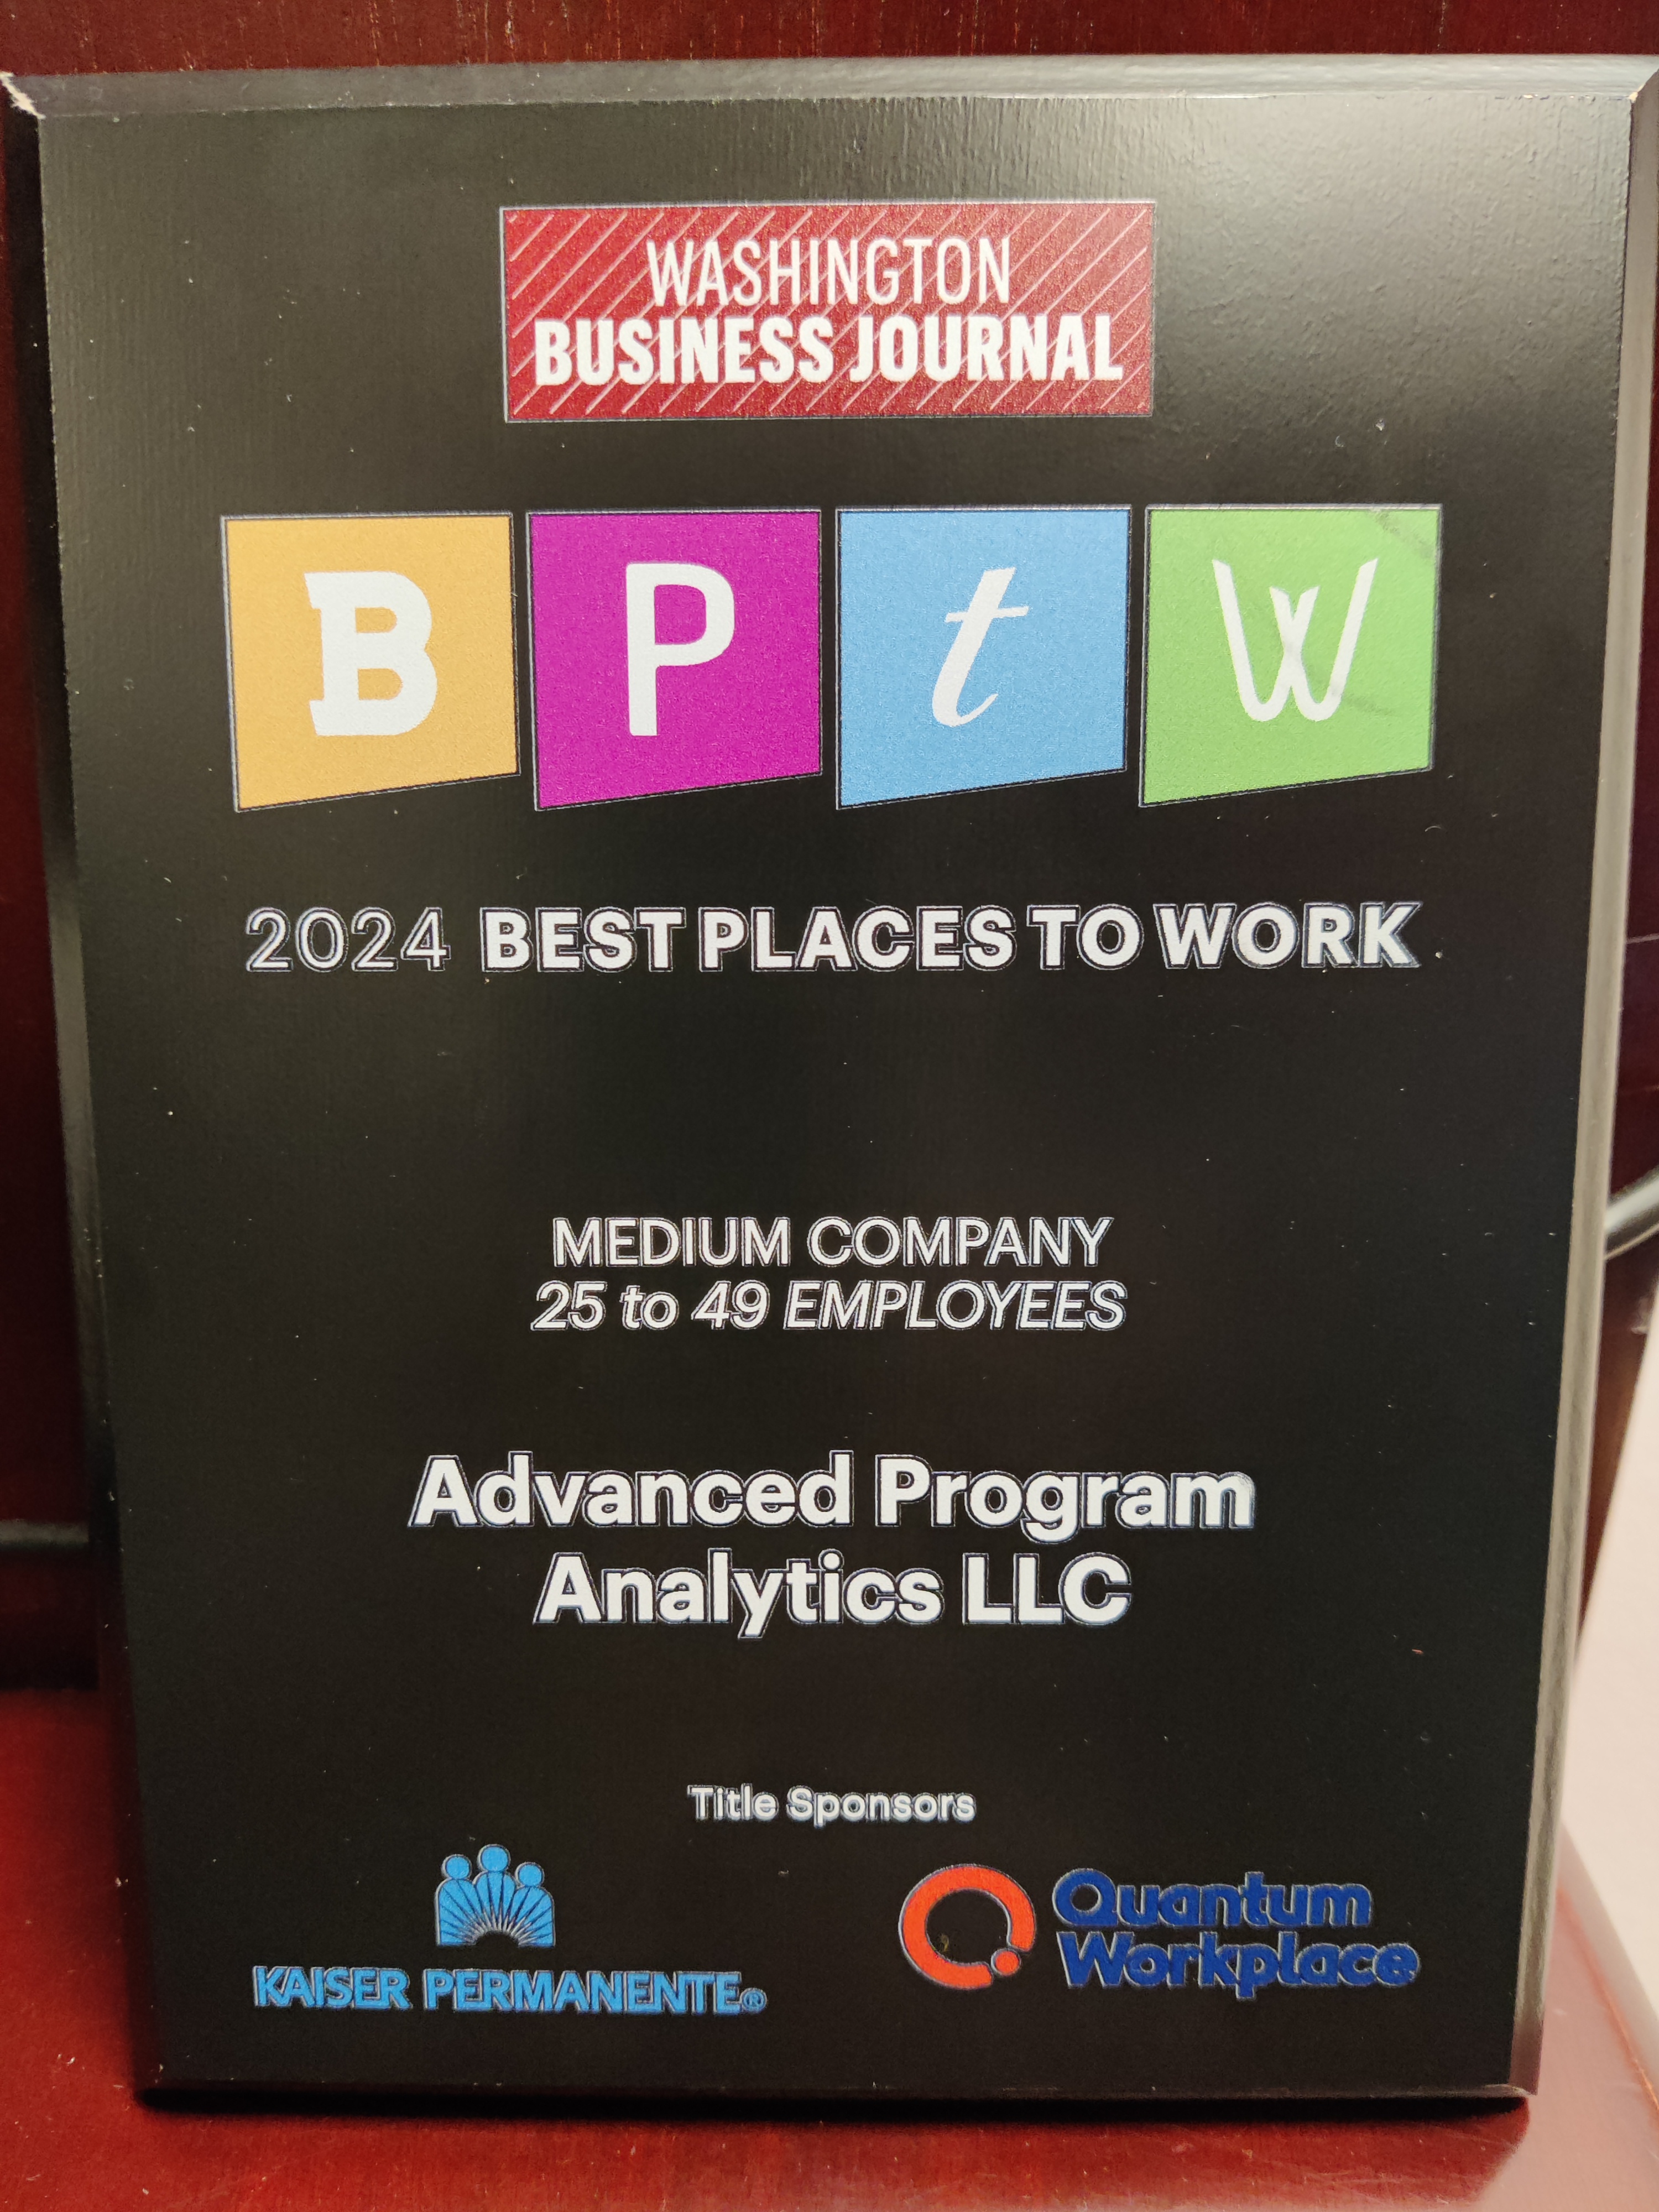 WASHINGTON
BUSINESS JOURNAL
B P t W
2024 BEST PLACES TO WORK
MEDIUM COMPANY
25 to 49 EMPLOYEES
Advanced Program
Analytics LLC
Title Sponsors
KAISER PERMANENTE®
Quantum
Workplace